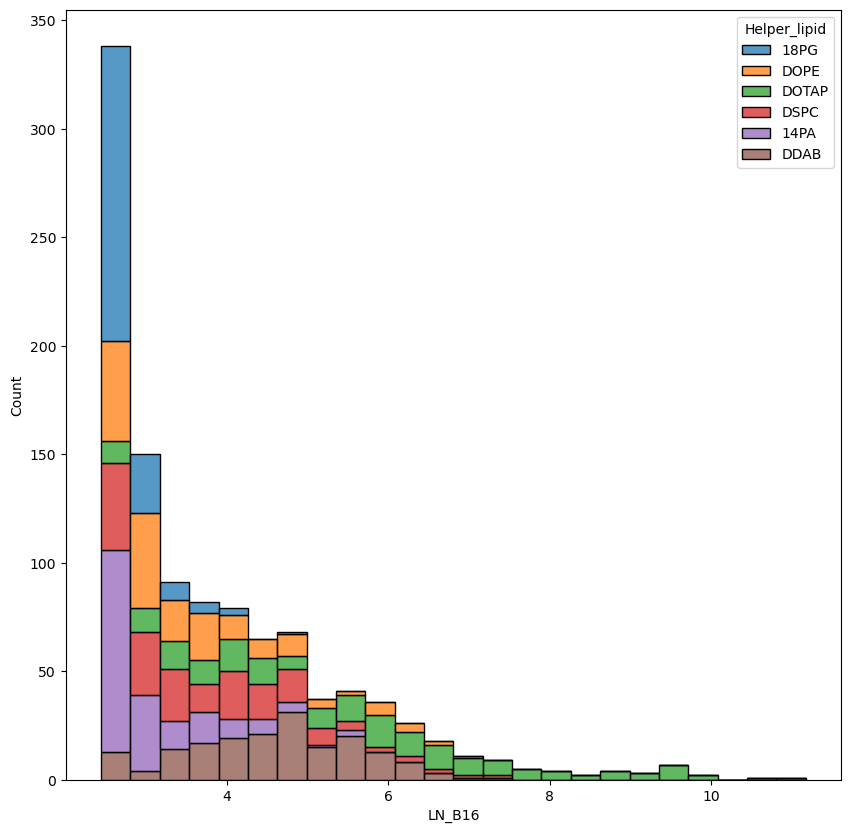 350
300
250
200
150
100
50
0
Count
4
6
8
10
LN_B16
Helper_lipid
18PG
DOPE
DOTAP
DSPC
14PA
DDAB